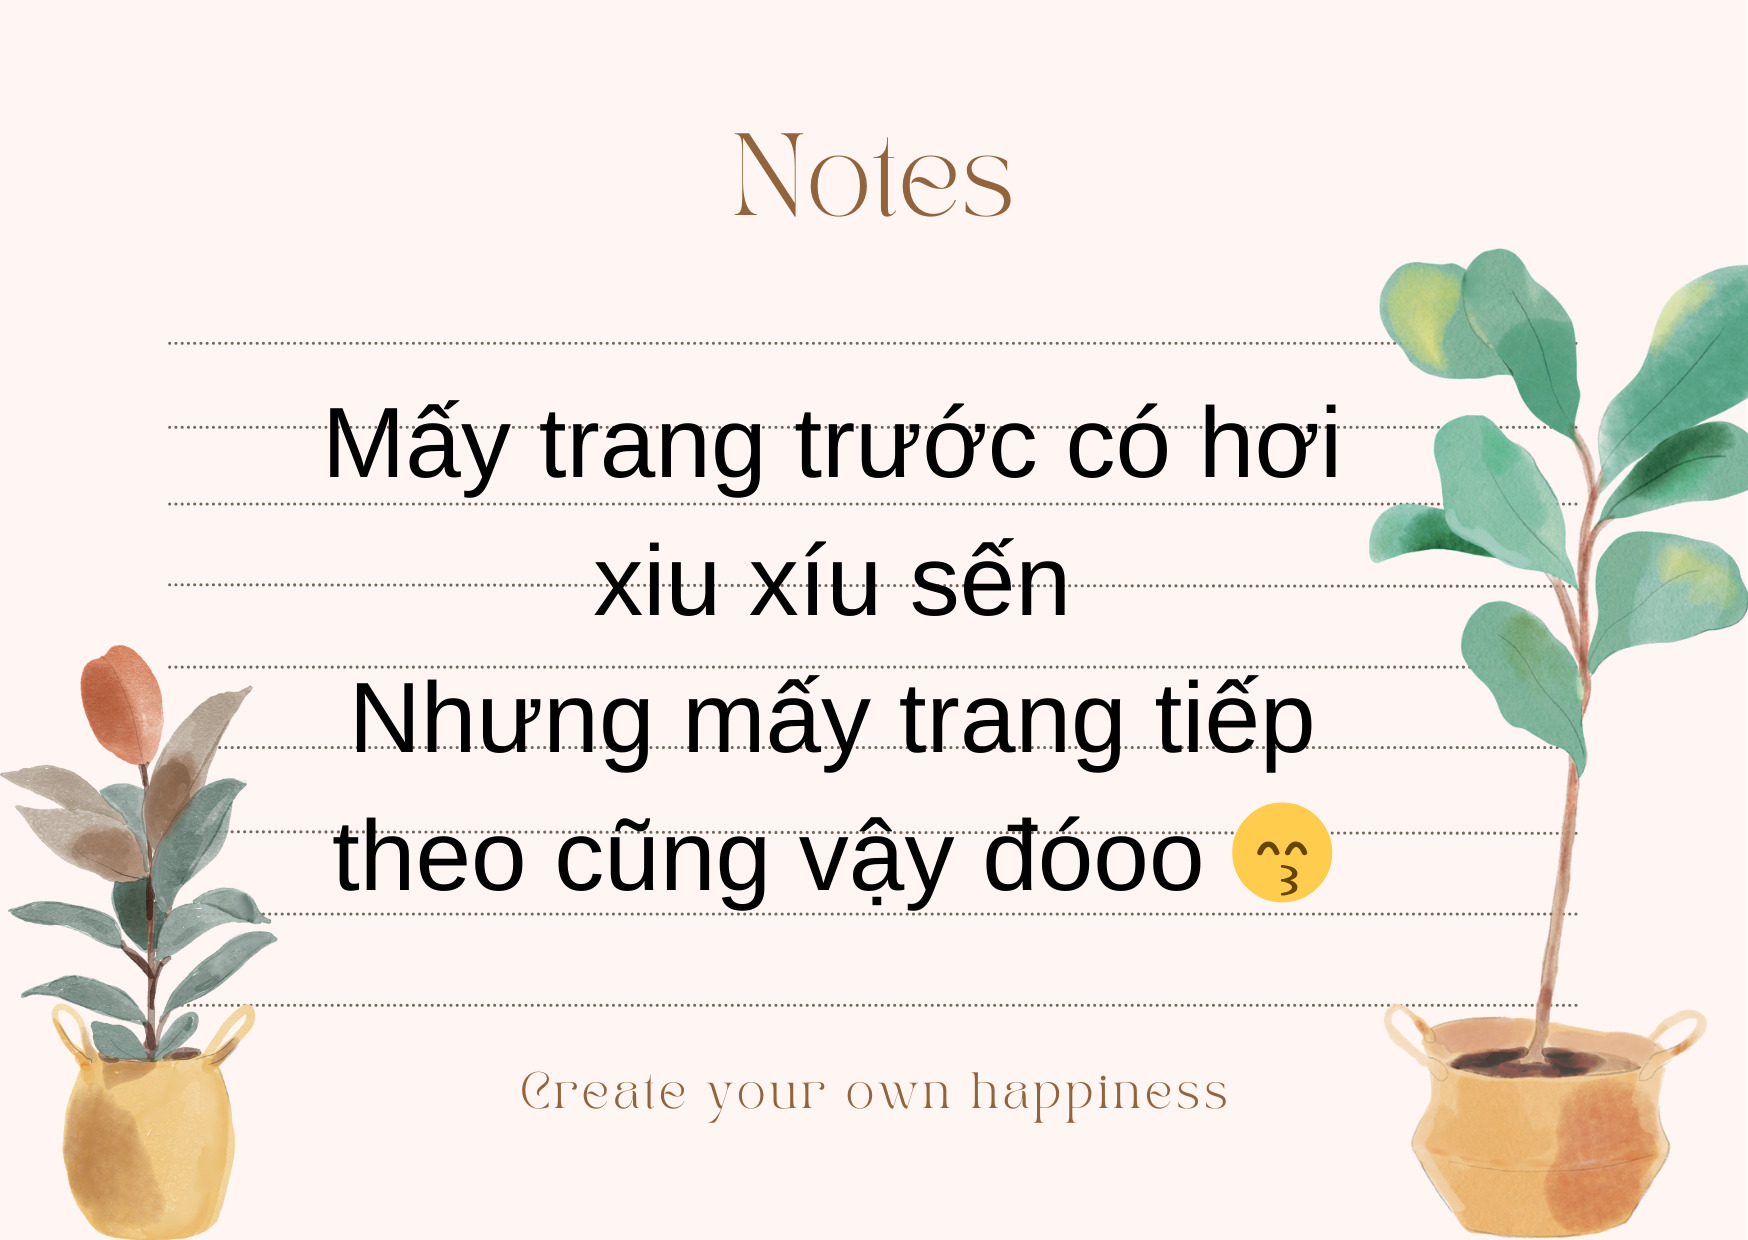 Notes
Mấy trang trước có hơi
xiu xíu sến
Nhưng mấy trang tiếp
theo cũng vậy đóoo 😙
Create your own happiness